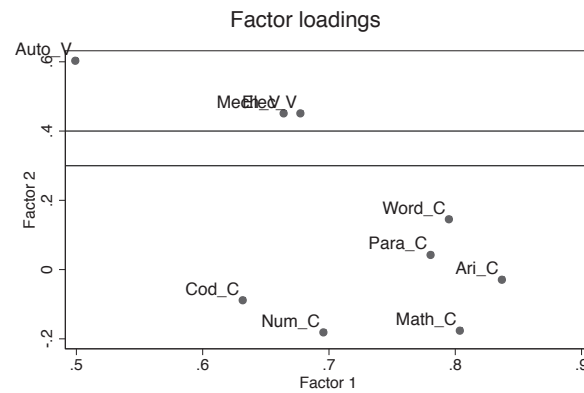 Factor loadings
Auto_V
Mech_V
Elec_V
Word_C
Para_C
Ari_C
Cod_C
Num_C
Math_C
.6
.4
.2
0
-.2
Factor 2
.5
.6
.7
.8
.9
Factor 1